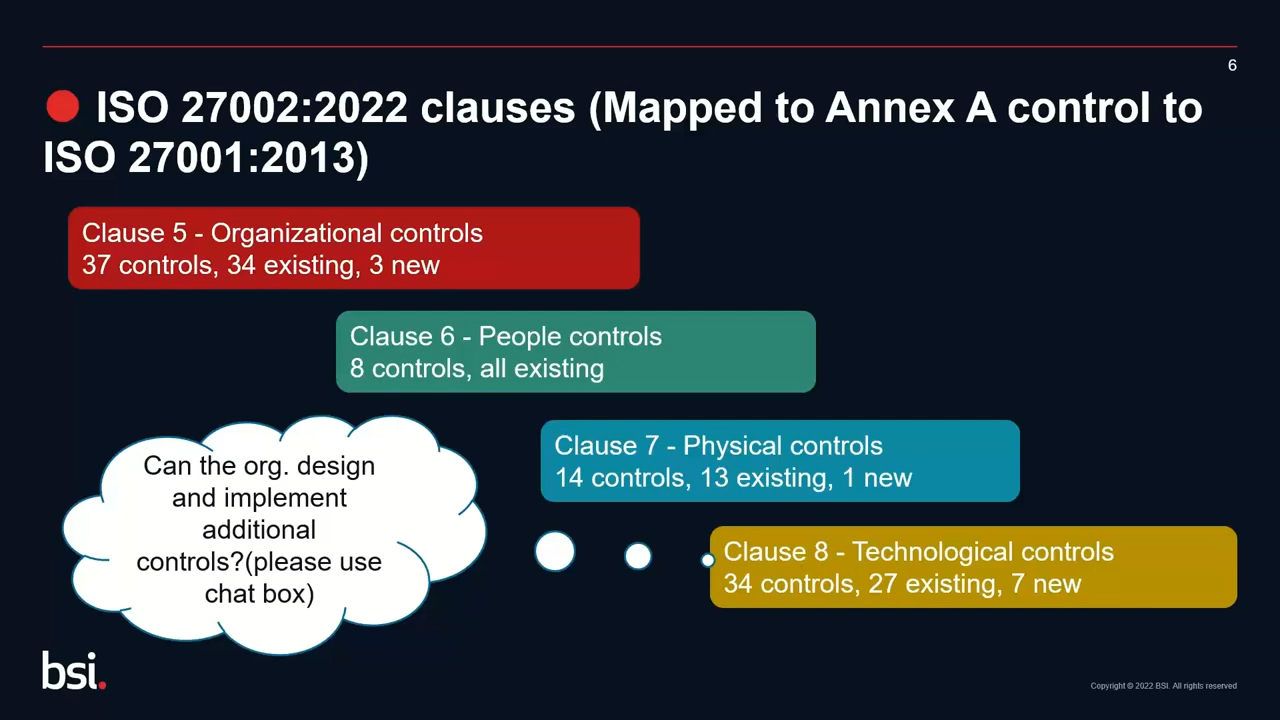 6
ISO 27002:2022 clauses (Mapped to Annex A control to
ISO 27001:2013)
Clause 5 - Organizational controls
37 controls, 34 existing, 3 new
Clause 6 - People controls
8 controls, all existing
Clause 7 - Physical controls
14 controls, 13 existing, 1 new
Can the org. design
and implement
additional
controls?(please use
chat box)
Clause 8 - Technological controls
34 controls, 27 existing, 7 new
bsi.
Copyright © 2022 BSI. All rights reserved